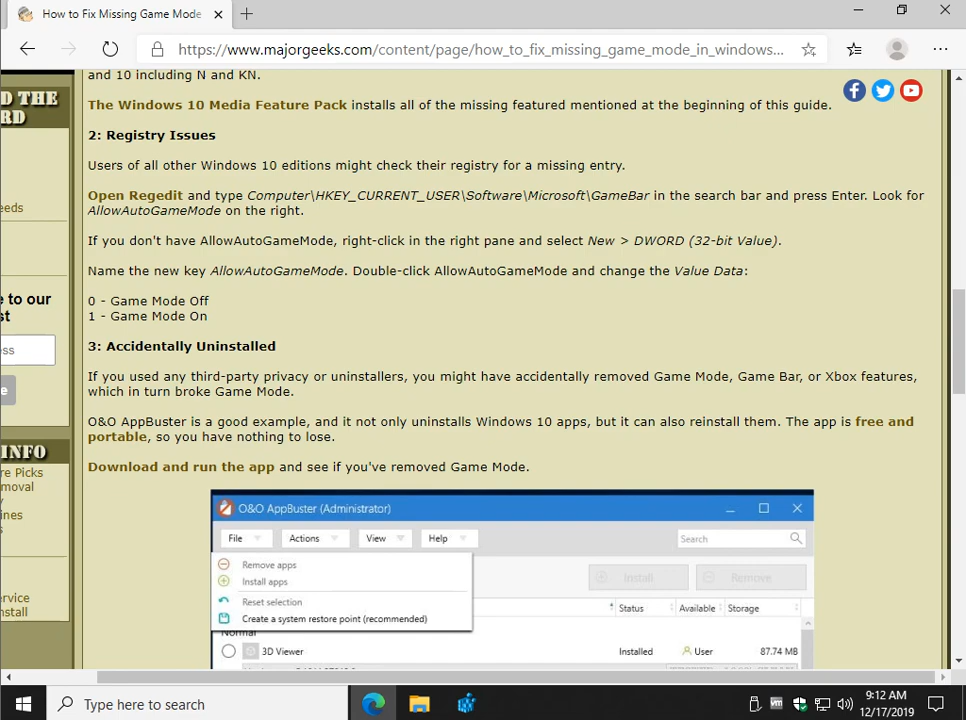 How to Fix Missing Game Mode
https://www.majorgeeks.com/content/page/how_to_fix_missing_game_mode_in_windows...
and 10 including N and KN.
D THE
RD
The Windows 10 Media Feature Pack installs all of the missing featured mentioned at the beginning of this guide.
2: Registry Issues
Users of all other Windows 10 editions might check their registry for a missing entry.
Open Regedit and type Computer\HKEY_CURRENT_USER\Software\Microsoft\GameBar in the search bar and press Enter. Look for
AllowAutoGameMode on the right.
eeds
If you don't have AllowAutoGameMode, right-click in the right pane and select New > DWORD (32-bit Value).
Name the new key AllowAutoGameMode. Double-click AllowAutoGameMode and change the Value Data:
e to our
st
0 - Game Mode Off
1 - Game Mode On
ess
e
3: Accidentally Uninstalled
If you used any third-party privacy or uninstallers, you might have accidentally removed Game Mode, Game Bar, or Xbox features,
which in turn broke Game Mode.
O&O AppBuster is a good example, and it not only uninstalls Windows 10 apps, but it can also reinstall them. The app is free and
portable, so you have nothing to lose.
INFO
re Picks
moval
y
ines
s
rvice
nstall
Download and run the app and see if you've removed Game Mode.
O&O AppBuster (Administrator)
File Actions View Help Search
Remove apps
Install apps
Install Remove
Reset selection
Create a system restore point (recommended)
Status Available Storage
Normal
3D Viewer Installed User 87.74 MB
Type here to search
vm
9:12 AM
12/17/2019